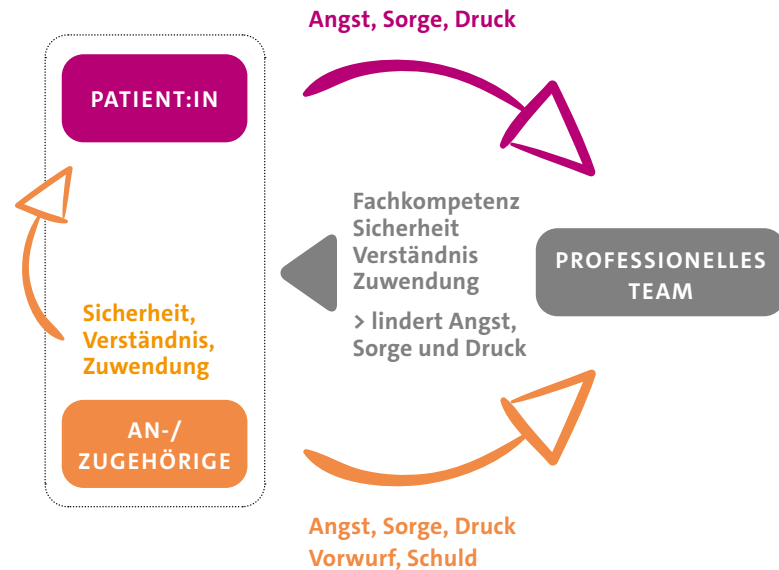 Angst, Sorge, Druck
PATIENT:IN
Fachkompetenz
Sicherheit
Verständnis
Zuwendung
> lindert Angst,
Sorge und Druck
PROFESSIONELLES
TEAM
Sicherheit,
Verständnis,
Zuwendung
AN-/
ZUGEHÖRIGE
Angst, Sorge, Druck
Vorwurf, Schuld